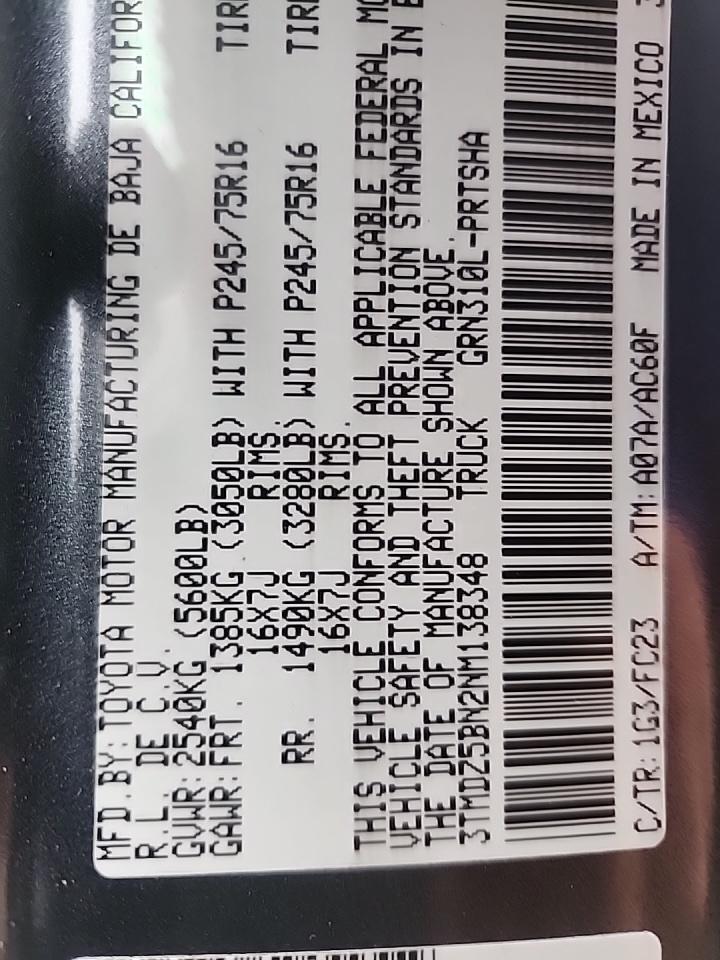 MFD.BY: TOYOTA MOTOR MANUFACTURING DE BAJA CALIFOR
R.L. DE C.V.
GVWR: 2540KG (5600LB)
GAWR: FRT. 1385KG (3050LB) WITH P245/75R16 TIR
16X7J RIMS.
RR. 1490KG (3280LB) WITH P245/75R16 TIR
16X7J RIMS.
THIS VEHICLE CONFORMS TO ALL APPLICABLE FEDERAL MO
VEHICLE SAFETY AND THEFT PREVENTION STANDARDS IN E
THE DATE OF MANUFACTURE SHOWN ABOVE.
3TMDZ5BN2NM138348 TRUCK GRN310L-PRTSHA
C/TR: 1G3/FC23 A/TM: A07A/AC60F MADE IN MEXICO